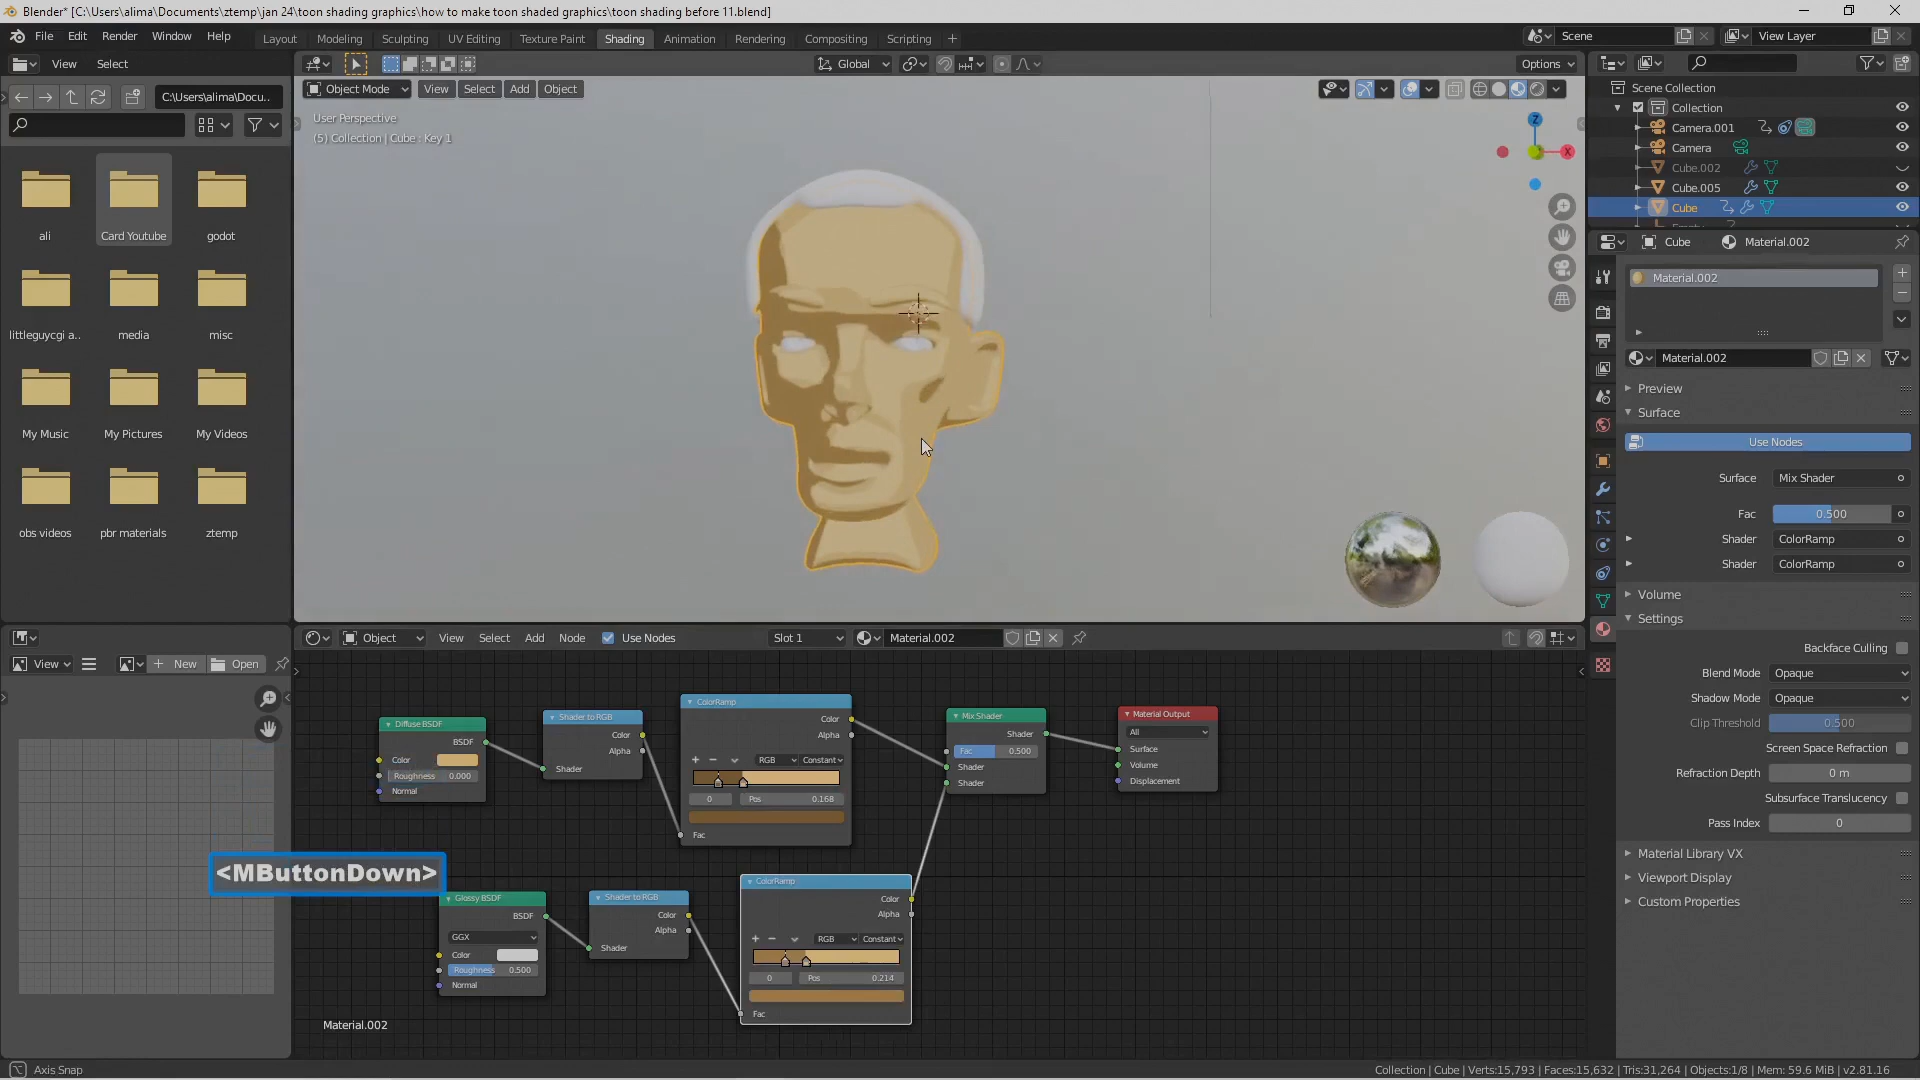 Blender* [C:\Users\alima\Documents\ztemp\jan 24\toon shading graphics\how to make toon shaded graphics\toon shading before 11.blend]
File Edit Render Window Help
Layout Modeling Sculpting UV Editing Texture Paint Shading Animation Rendering Compositing Scripting +
Scene
View Layer
View Select
Global
Options
C:\Users\alima\Docu..
Object Mode View Select Add Object
User Perspective
(5) Collection | Cube : Key 1
Z
X
ali
Card Youtube
godot
littleguycgi a..
media
misc
My Music
My Pictures
My Videos
obs videos
pbr materials
ztemp
Scene Collection
Collection
Camera.001
Camera
Cube.002
Cube.005
Cube
Cube Material.002
Material.002
Material.002
Preview
Surface
Use Nodes
Surface Mix Shader
Fac 0.500
Shader ColorRamp
Shader ColorRamp
Volume
Settings
Backface Culling
Blend Mode Opaque
Shadow Mode Opaque
Clip Threshold 0.500
Screen Space Refraction
Refraction Depth 0 m
Subsurface Translucency
Pass Index 0
Material Library VX
Viewport Display
Custom Properties
View New Open
Object View Select Add Node Use Nodes Slot 1 Material.002
Diffuse BSDF
BSDF
Color
Roughness 0.000
Normal
Shader to RGB
Color
Alpha
Shader
ColorRamp
Color
Alpha
RGB Constant
0 Pos 0.168
Fac
Mix Shader
Shader
Fac 0.500
Shader
Shader
Material Output
All
Surface
Volume
Displacement
<MButtonDown>
Glossy BSDF
BSDF
GGX
Color
Roughness 0.500
Normal
Shader to RGB
Color
Alpha
Shader
ColorRamp
Color
Alpha
RGB Constant
0 Pos 0.214
Fac
Material.002
Axis Snap
Collection | Cube | Verts:15,793 | Faces:15,632 | Tris:31,264 | Objects:1/8 | Mem: 59.6 MiB | v2.81.16